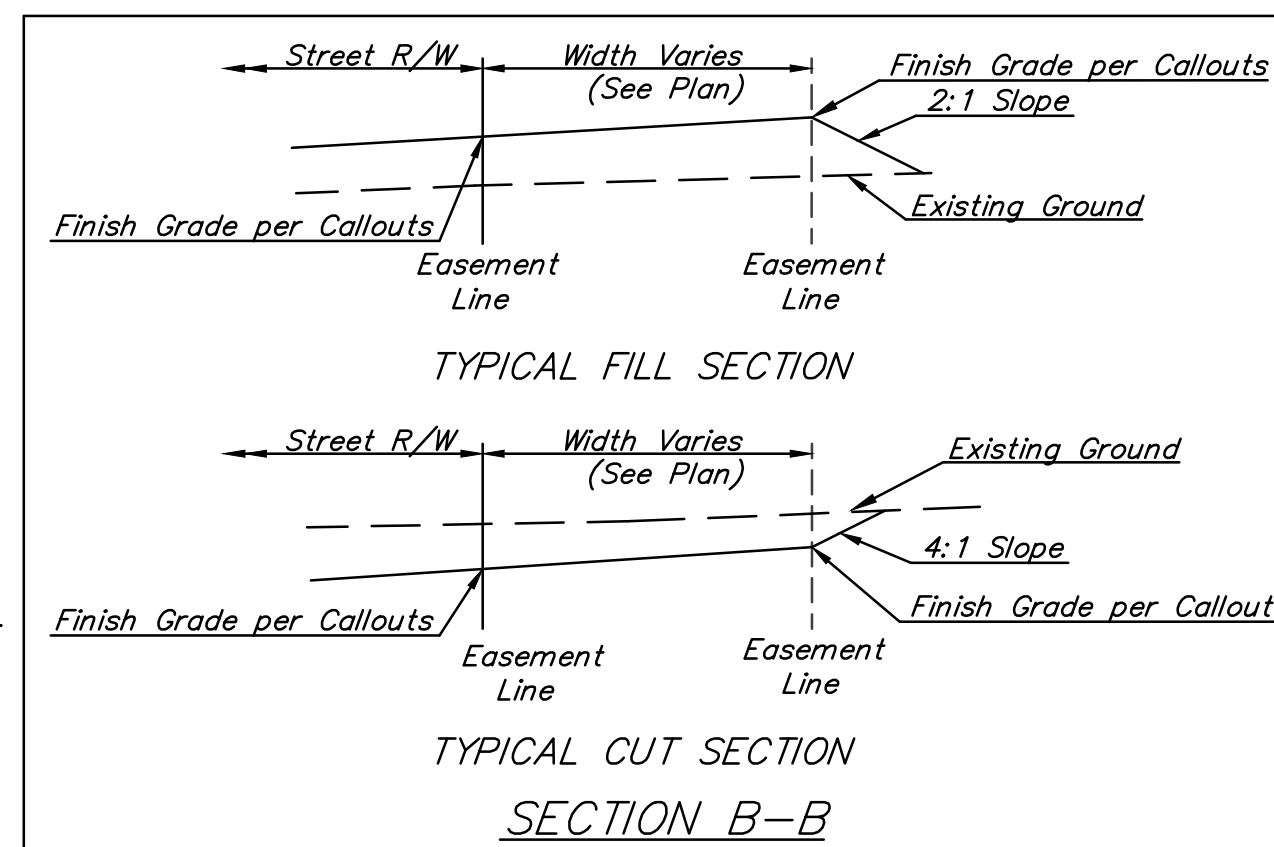 Street R/W
Width Varies
(See Plan)
Finish Grade per Callouts
2:1 Slope
Existing Ground
Finish Grade per Callouts
Easement
Line
Easement
Line
TYPICAL FILL SECTION
Street R/W
Width Varies
(See Plan)
Existing Ground
4:1 Slope
Finish Grade per Callouts
Finish Grade per Callout
Easement
Line
Easement
Line
TYPICAL CUT SECTION
SECTION B-B